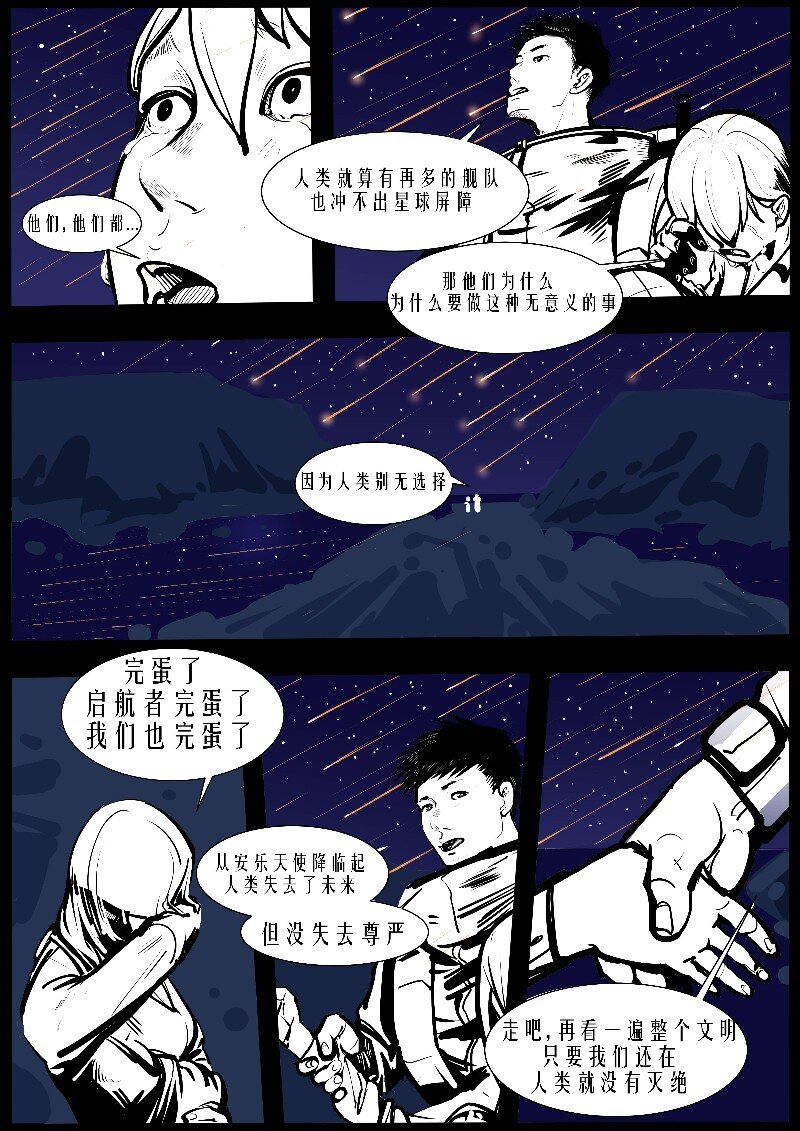 他们,他们都...
人类就算有再多的舰队
也冲不出星球屏障
那他们为什么
为什么要做这种无意义的事
因为人类别无选择
完蛋了
启航者完蛋了
我们也完蛋了
从安乐天使降临起
人类失去了未来
但没失去尊严
走吧,再看一遍整个文明
只要我们还在
人类就没有灭绝